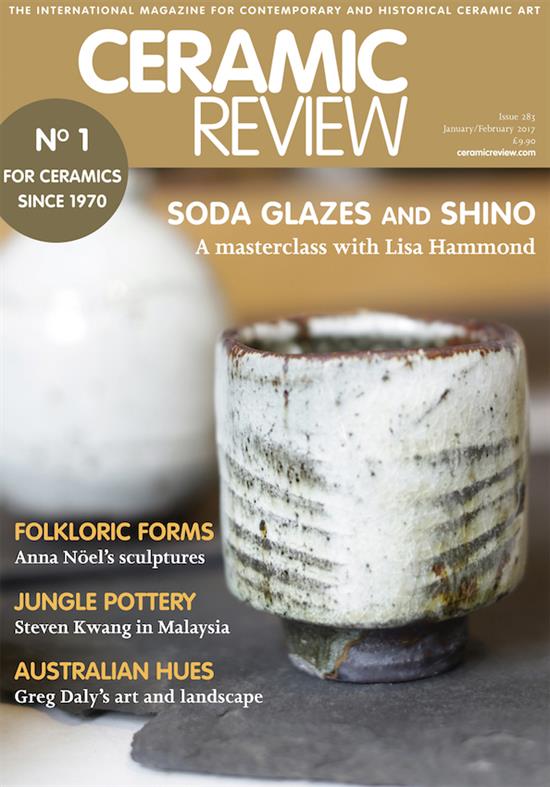 THE INTERNATIONAL MAGAZINE FOR CONTEMPORARY AND HISTORICAL CERAMIC ART
CERAMIC
REVIEW
Issue 283
January/February 2017
£9.90
ceramicreview.com
Nº 1
FOR CERAMICS
SINCE 1970
SODA GLAZES AND SHINO
A masterclass with Lisa Hammond
FOLKLORIC FORMS
Anna Nöel's sculptures
JUNGLE POTTERY
Steven Kwang in Malaysia
AUSTRALIAN HUES
Greg Daly's art and landscape